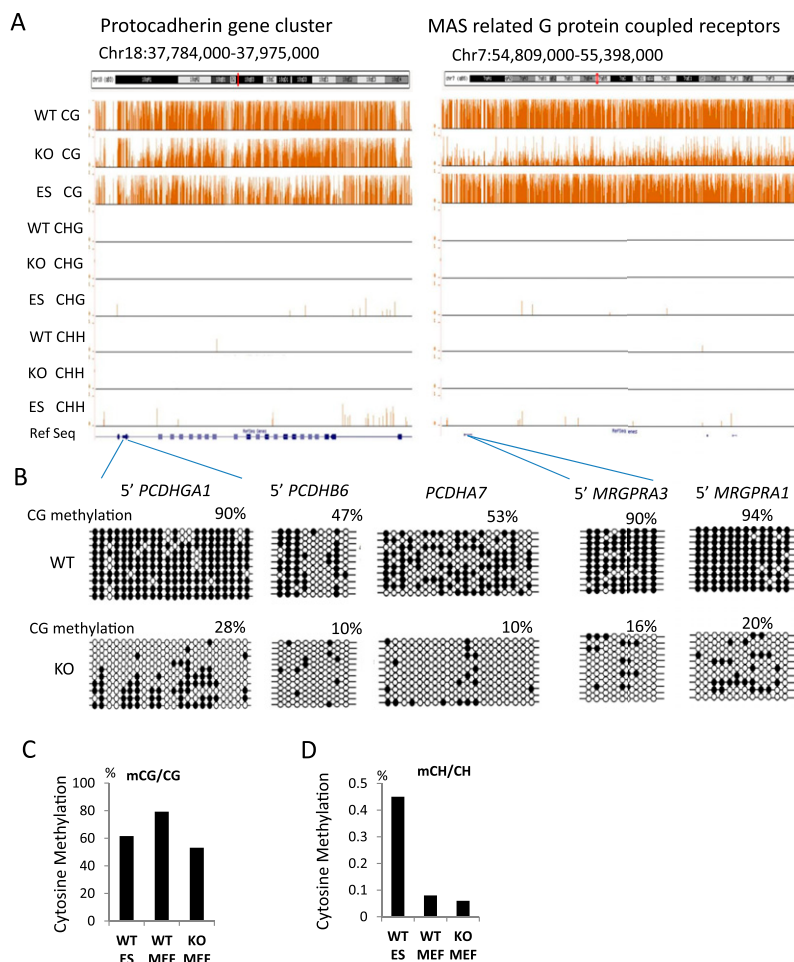 A
Protocadherin gene cluster
MAS related G protein coupled receptors
Chr18:37,784,000-37,975,000
Chr7:54,809,000-55,398,000
WT CG
KO CG
ES CG
WT CHG
KO CHG
ES CHG
WT CHH
KO CHH
ES CHH
Ref Seq
B
5' PCDHGA1
5' PCDHB6
PCDHA7
5' MRGPRA3
5' MRGPRA1
CG methylation
90%
47%
53%
90%
94%
WT
CG methylation
28%
10%
10%
16%
20%
KO
C
D
%
mCG/CG
Cytosine Methylation
100
80
60
40
20
0
WT ES
WT MEF
KO MEF
%
mCH/CH
Cytosine Methylation
0.5
0.4
0.3
0.2
0.1
0
WT ES
WT MEF
KO MEF